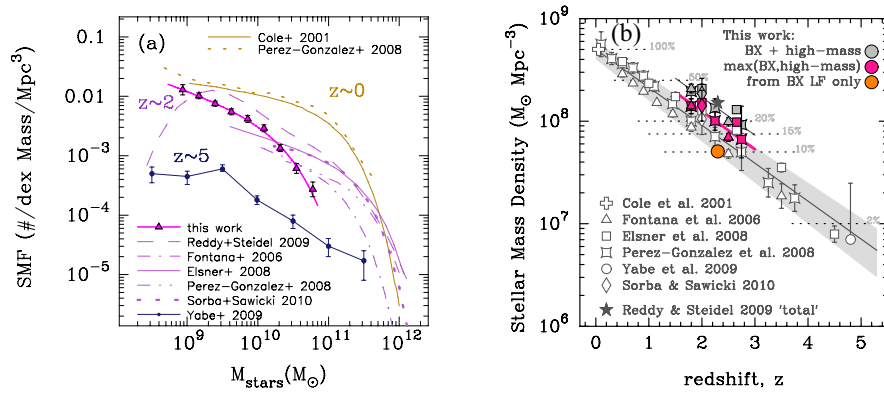 (a)
Cole+ 2001
Perez-Gonzalez+ 2008
z~0
z~2
z~5
this work
Reddy+Steidel 2009
Fontana+ 2006
Elsner+ 2008
Perez-Gonzalez+ 2008
Sorba+Sawicki 2010
Yabe+ 2009
SMF (#/dex Mass/Mpc³)
0.1
0.01
10⁻³
10⁻⁴
10⁻⁵
10⁹ 10¹⁰ 10¹¹ 10¹²
M_stars(M_⊙)
(b)
This work:
BX + high-mass
max(BX,high-mass)
from BX LF only
100%
50%
20%
15%
10%
2%
Cole et al. 2001
Fontana et al. 2006
Elsner et al. 2008
Perez-Gonzalez et al. 2008
Yabe et al. 2009
Sorba & Sawicki 2010
Reddy & Steidel 2009 'total'
Stellar Mass Density (M_⊙ Mpc⁻³)
10⁹
10⁸
10⁷
10⁶
0 1 2 3 4 5
redshift, z